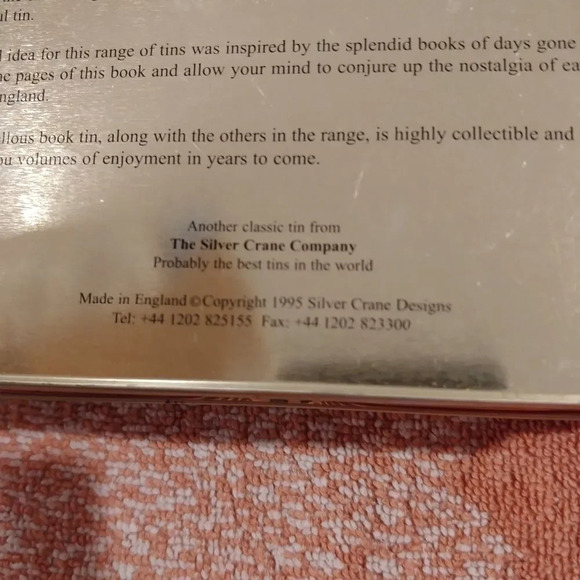 ul tin.
l idea for this range of tins was inspired by the splendid books of days gone
e pages of this book and allow your mind to conjure up the nostalgia of ea
ngland.
llous book tin, along with the others in the range, is highly collectible and
ou volumes of enjoyment in years to come.
Another classic tin from
The Silver Crane Company
Probably the best tins in the world
Made in England ©Copyright 1995 Silver Crane Designs
Tel: +44 1202 825155 Fax: +44 1202 823300